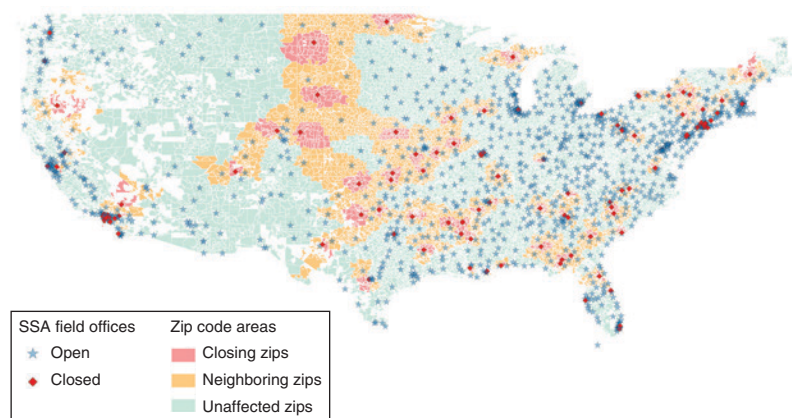 SSA field offices
Open
Closed
Zip code areas
Closing zips
Neighboring zips
Unaffected zips